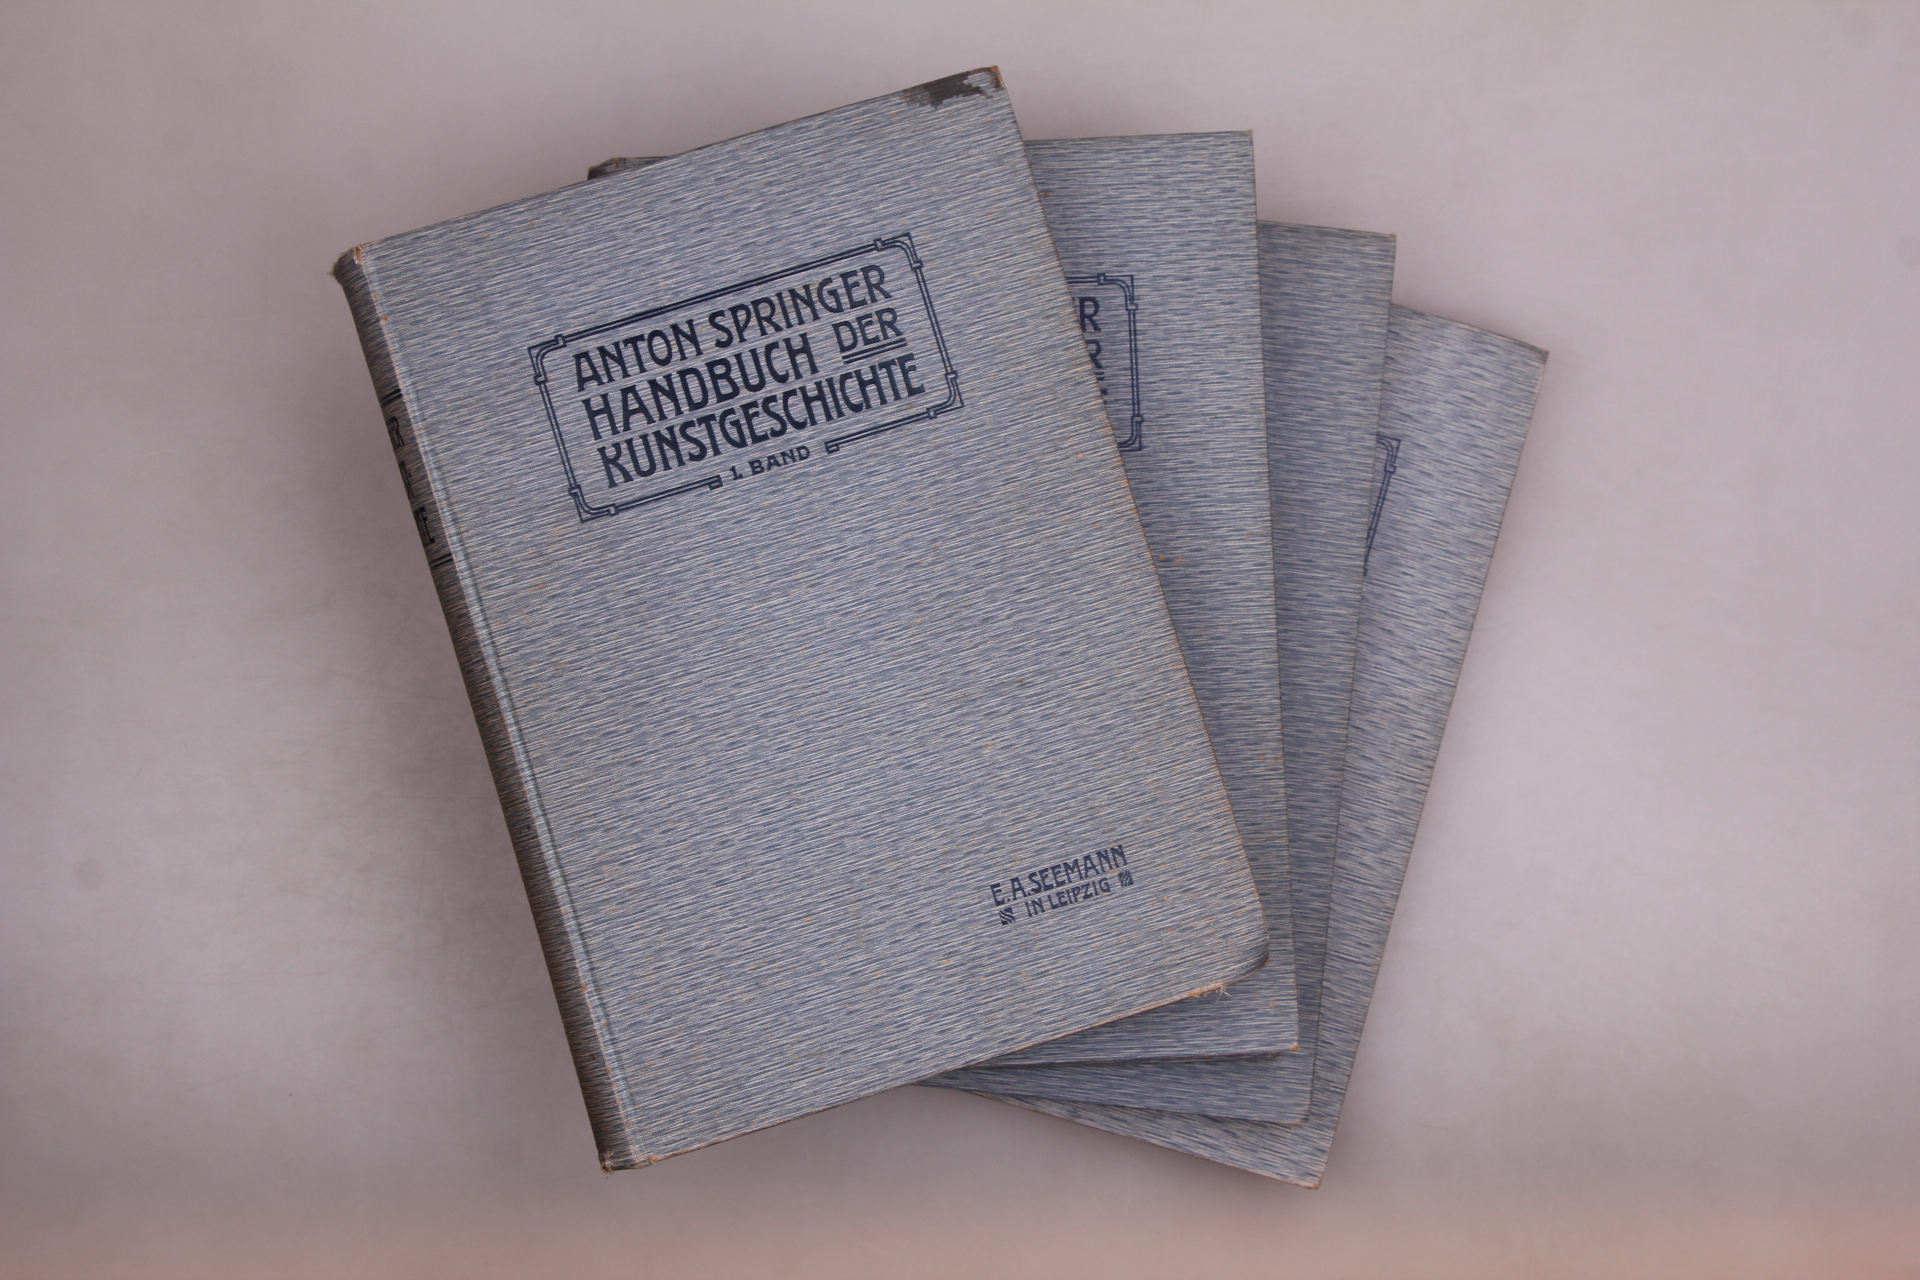 ANTON SPRINGER
HANDBUCH DER
KUNSTGESCHICHTE
1. BAND
E. A. SEEMANN
IN LEIPZIG